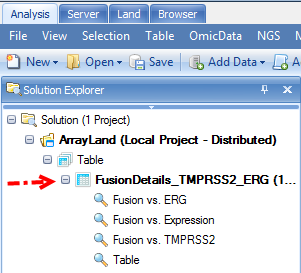 Analysis Server Land Browser
File View Selection Table OmicData NGS
New Open Save Add Data
Solution Explorer
Solution (1 Project)
ArrayLand (Local Project - Distributed)
Table
FusionDetails_TMPRSS2_ERG (1...
Fusion vs. ERG
Fusion vs. Expression
Fusion vs. TMPRSS2
Table